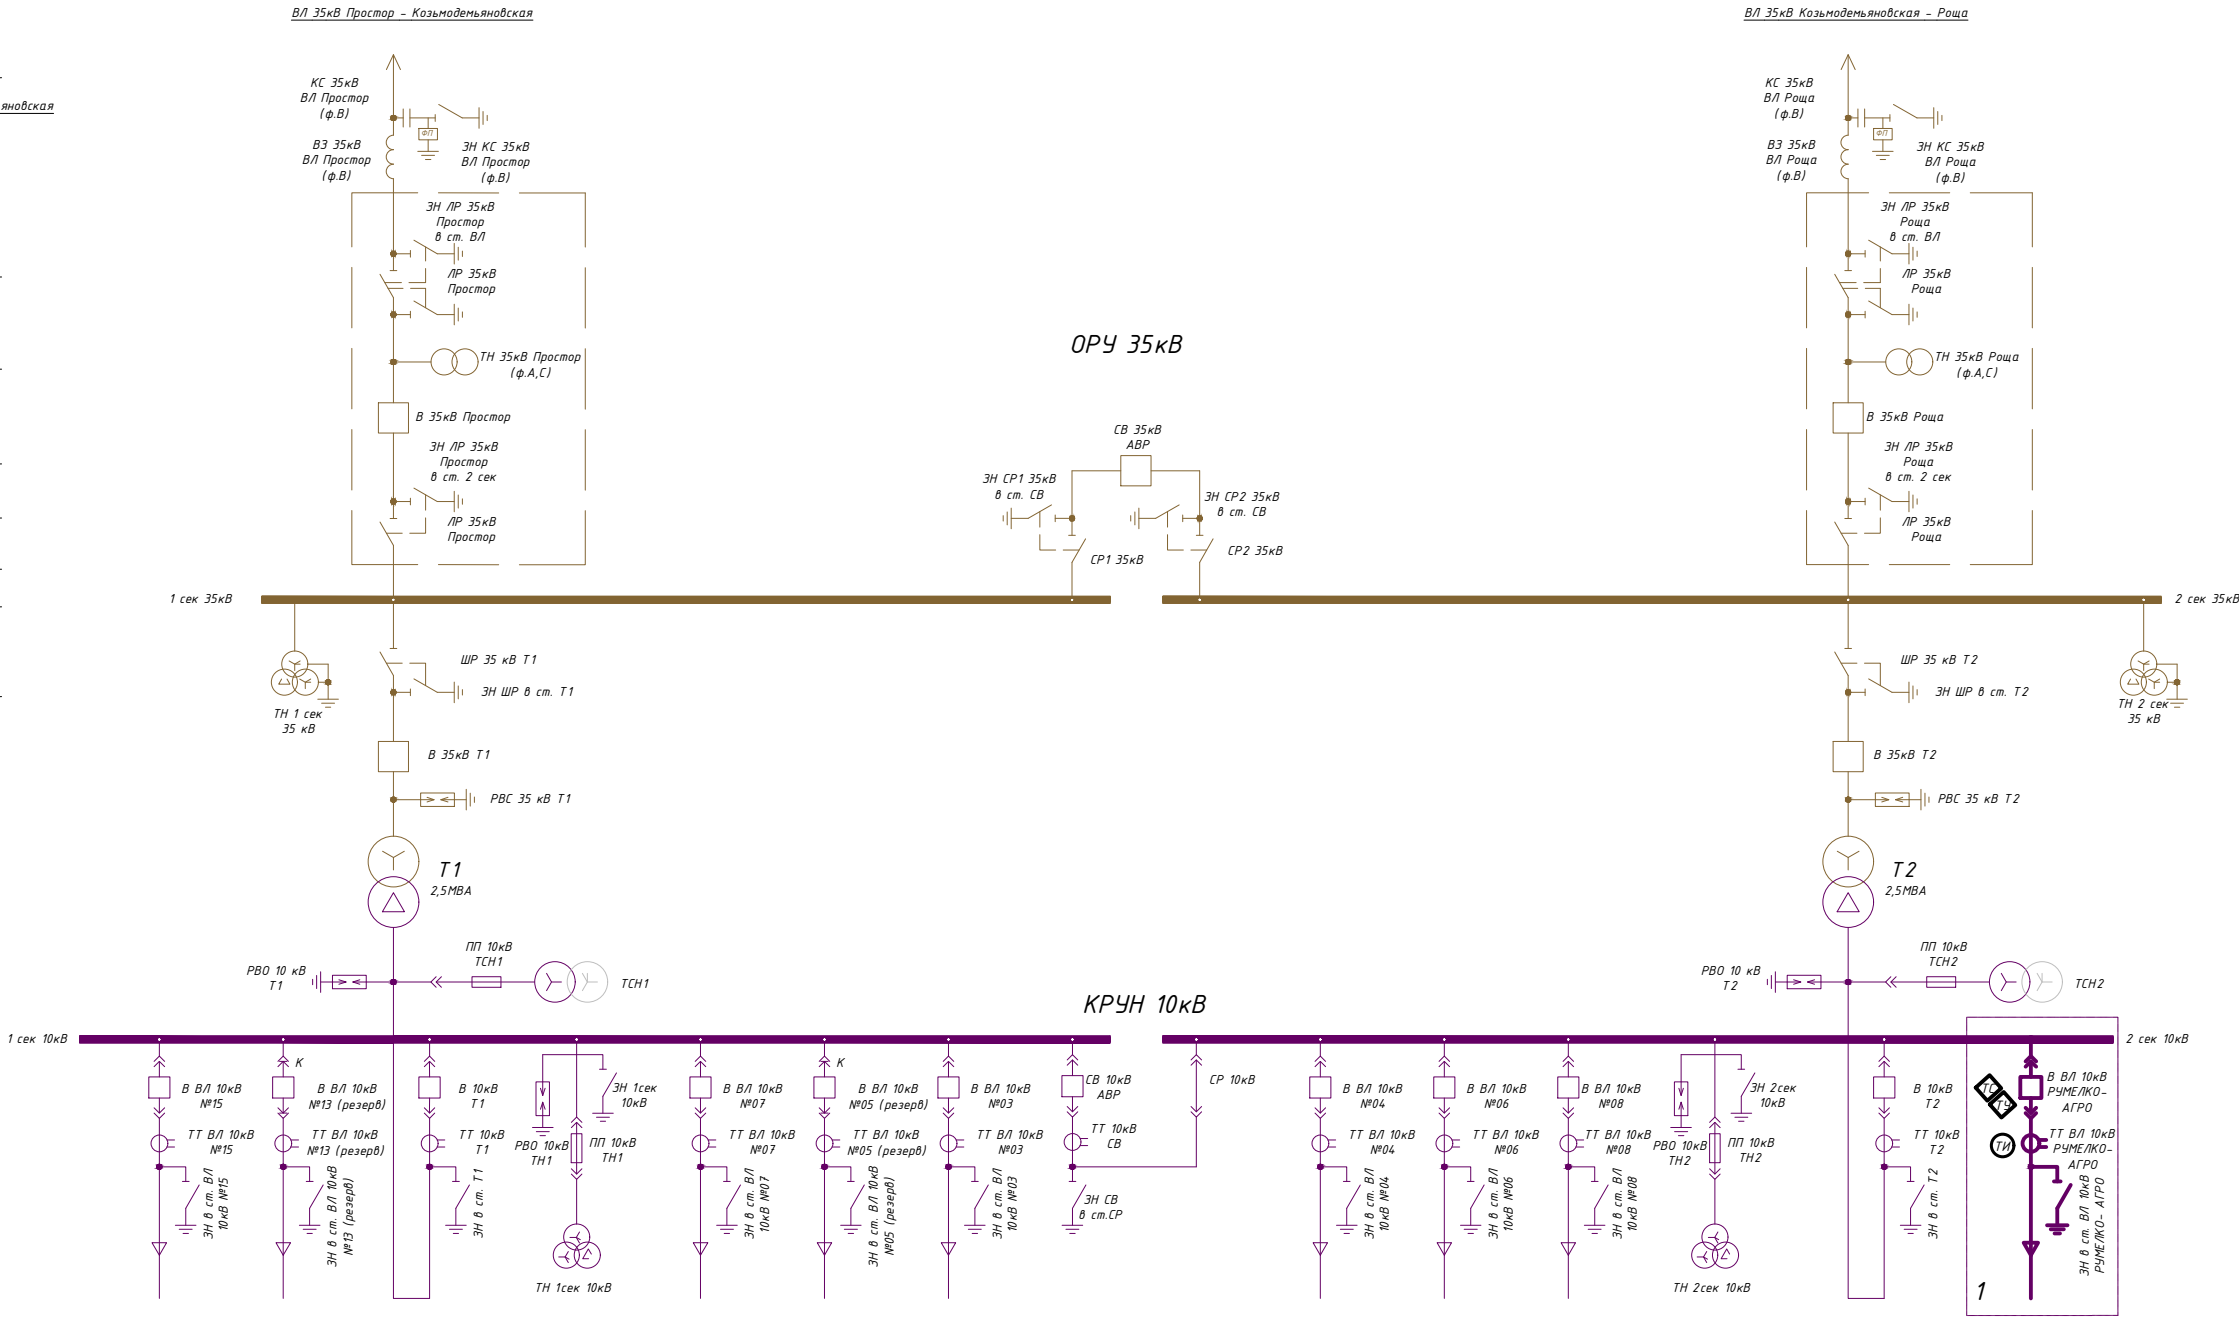 ВЛ 35кВ Простор - Козьмодемьяновская
ВЛ 35кВ Козьмодемьяновская - Роща
яновская
КС 35кВ
ВЛ Простор
(ф.В)
ФП
ВЗ 35кВ
ВЛ Простор
(ф.В)
ЗН КС 35кВ
ВЛ Простор
(ф.В)
ЗН ЛР 35кВ
Простор
в ст. ВЛ
ЛР 35кВ
Простор
ТН 35кВ Простор
(ф.А,С)
В 35кВ Простор
ЗН ЛР 35кВ
Простор
в ст. 2 сек
ЛР 35кВ
Простор
ОРУ 35кВ
СВ 35кВ
АВР
ЗН СР1 35кВ
в ст. СВ
ЗН СР2 35кВ
в ст. СВ
СР1 35кВ
СР2 35кВ
КС 35кВ
ВЛ Роща
(ф.В)
ФП
ВЗ 35кВ
ВЛ Роща
(ф.В)
ЗН КС 35кВ
ВЛ Роща
(ф.В)
ЗН ЛР 35кВ
Роща
в ст. ВЛ
ЛР 35кВ
Роща
ТН 35кВ Роща
(ф.А,С)
В 35кВ Роща
ЗН ЛР 35кВ
Роща
в ст. 2 сек
ЛР 35кВ
Роща
1 сек 35кВ
2 сек 35кВ
ТН 1 сек
35 кВ
ШР 35 кВ Т1
ЗН ШР в ст. Т1
В 35кВ Т1
РВС 35 кВ Т1
Т1
2,5МВА
ШР 35 кВ Т2
ЗН ШР в ст. Т2
ТН 2 сек
35 кВ
В 35кВ Т2
РВС 35 кВ Т2
Т2
2,5МВА
РВО 10 кВ
Т1
ПП 10кВ
ТСН1
ТСН1
КРУН 10кВ
РВО 10 кВ
Т2
ПП 10кВ
ТСН2
ТСН2
1 сек 10кВ
2 сек 10кВ
В ВЛ 10кВ
№15
ТТ ВЛ 10кВ
№15
ЗН в ст. ВЛ
10кВ №15
К
В ВЛ 10кВ
№13 (резерв)
ТТ ВЛ 10кВ
№13 (резерв)
ЗН в ст. ВЛ 10кВ
№13 (резерв)
В 10кВ
Т1
ТТ 10кВ
Т1
ЗН в ст. Т1
РВО 10кВ
ТН1
ЗН 1сек
10кВ
ПП 10кВ
ТН1
ТН 1сек 10кВ
В ВЛ 10кВ
№07
ТТ ВЛ 10кВ
№07
ЗН в ст. ВЛ
10кВ №07
К
В ВЛ 10кВ
№05 (резерв)
ТТ ВЛ 10кВ
№05 (резерв)
ЗН в ст. ВЛ 10кВ
№05 (резерв)
В ВЛ 10кВ
№03
ТТ ВЛ 10кВ
№03
ЗН в ст. ВЛ
10кВ №03
СВ 10кВ
АВР
ТТ 10кВ
СВ
ЗН СВ
в ст.СР
СР 10кВ
В ВЛ 10кВ
№04
ТТ ВЛ 10кВ
№04
ЗН в ст. ВЛ
10кВ №04
В ВЛ 10кВ
№06
ТТ ВЛ 10кВ
№06
ЗН в ст. ВЛ
10кВ №06
В ВЛ 10кВ
№08
ТТ ВЛ 10кВ
№08
ЗН в ст. ВЛ
10кВ №08
РВО 10кВ
ТН2
ЗН 2сек
10кВ
ПП 10кВ
ТН2
ТН 2сек 10кВ
В 10кВ
Т2
ТТ 10кВ
Т2
ЗН в ст. Т2
ТС
ТУ
ТИ
В ВЛ 10кВ
РУМЕЛКО-
АГРО
ТТ ВЛ 10кВ
РУМЕЛКО-
АГРО
ЗН в ст. ВЛ 10кВ
РУМЕЛКО- АГРО
1